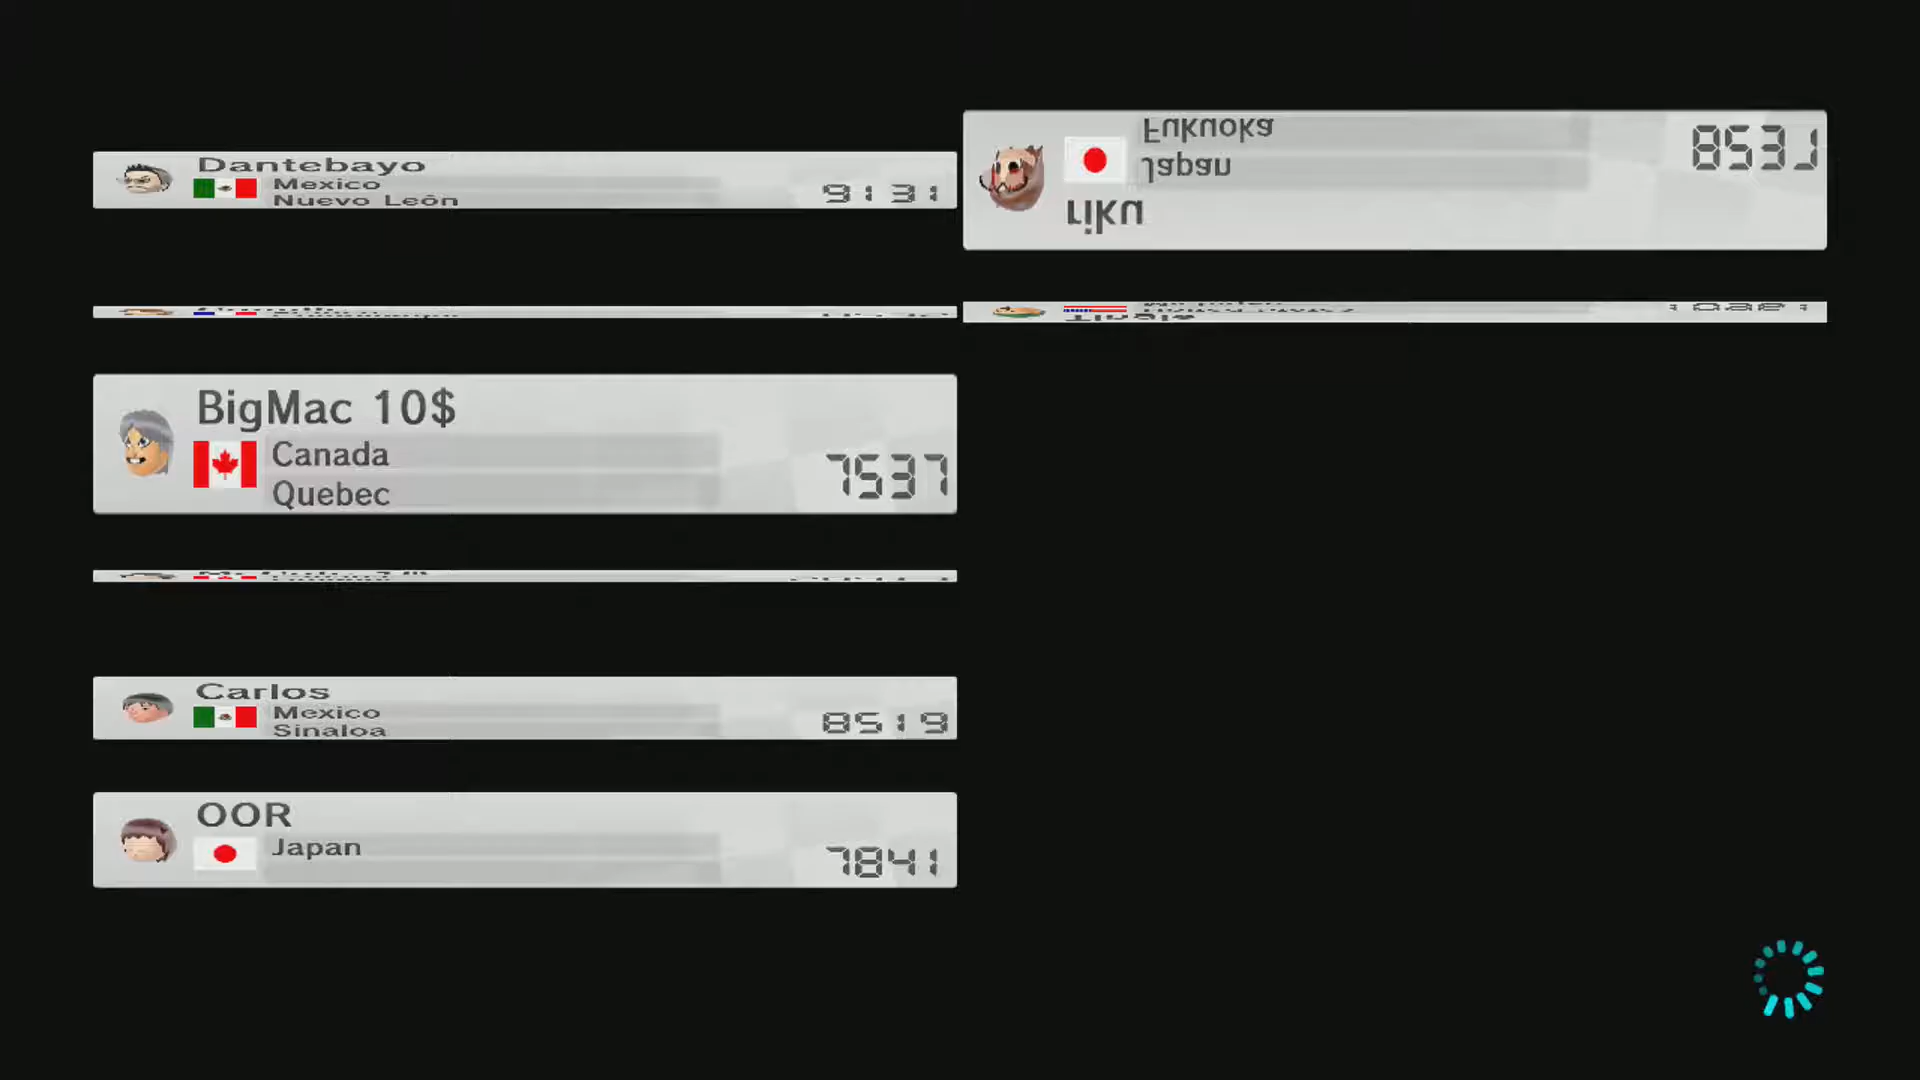 Dantebayo
Mexico
Nuevo León
9131
BigMac 10$
Canada
Quebec
7537
Carlos
Mexico
Sinaloa
8519
OOR
Japan
7841
riku
Japan
Fukuoka
8237